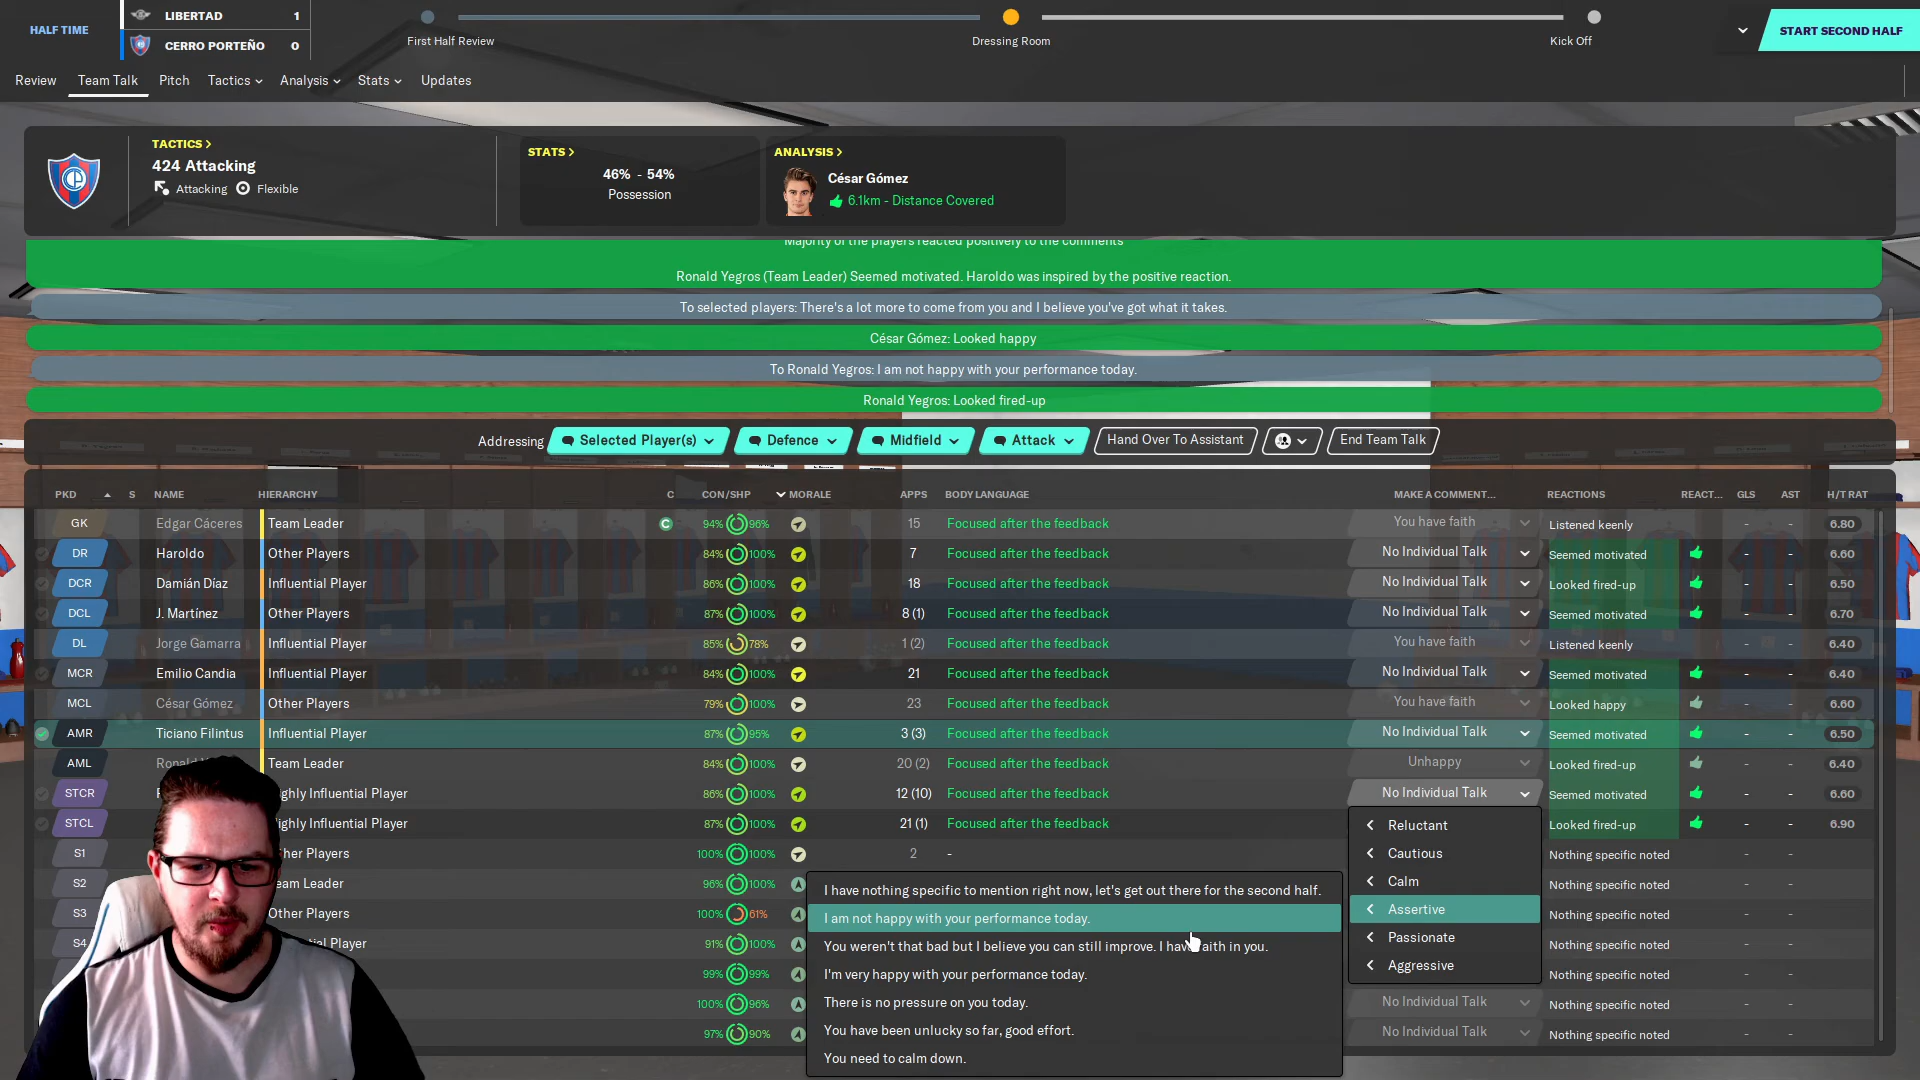 HALF TIME
LIBERTAD 1
CERRO PORTEÑO 0
First Half Review
Dressing Room
Kick Off
START SECOND HALF
Review Team Talk Pitch Tactics Analysis Stats Updates
TACTICS
424 Attacking
Attacking Flexible
STATS
46% - 54%
Possession
ANALYSIS
César Gómez
6.1km - Distance Covered
Majority of the players reacted positively to the comments
Ronald Yegros (Team Leader) Seemed motivated. Haroldo was inspired by the positive reaction.
To selected players: There's a lot more to come from you and I believe you've got what it takes.
César Gómez: Looked happy
To Ronald Yegros: I am not happy with your performance today.
Ronald Yegros: Looked fired-up
Addressing Selected Player(s) Defence Midfield Attack Hand Over To Assistant End Team Talk
PKD S NAME HIERARCHY C CON/SHP MORALE APPS BODY LANGUAGE MAKE A COMMENT... REACTIONS REACT... GLS AST H/T RAT
GK Edgar Cáceres Team Leader C 94% 96% 15 Focused after the feedback You have faith Listened keenly - - 6.80
DR Haroldo Other Players 84% 100% 7 Focused after the feedback No Individual Talk Seemed motivated - - 6.60
DCR Damián Díaz Influential Player 86% 100% 18 Focused after the feedback No Individual Talk Looked fired-up - - 6.50
DCL J. Martínez Other Players 87% 100% 8 (1) Focused after the feedback No Individual Talk Seemed motivated - - 6.70
DL Jorge Gamarra Influential Player 85% 78% 1 (2) Focused after the feedback You have faith Listened keenly - - 6.40
MCR Emilio Candia Influential Player 84% 100% 21 Focused after the feedback No Individual Talk Seemed motivated - - 6.40
MCL César Gómez Other Players 79% 100% 23 Focused after the feedback You have faith Looked happy - - 6.60
AMR Ticiano Filintus Influential Player 87% 95% 3 (3) Focused after the feedback No Individual Talk Seemed motivated - - 6.50
AML Team Leader 84% 100% 20 (2) Focused after the feedback Unhappy Looked fired-up - - 6.40
STCR ghly Influential Player 86% 100% 12 (10) Focused after the feedback No Individual Talk Seemed motivated - - 6.60
STCL ighly Influential Player 87% 100% 21 (1) Focused after the feedback Looked fired-up - - 6.90
S1 her Players 100% 100% 2 - Nothing specific noted - -
S2 eam Leader 96% 100% Nothing specific noted - -
S3 Other Players 100% 61% Nothing specific noted - -
S4 tial Player 91% 100% Nothing specific noted - -
99% 99% Nothing specific noted - -
100% 96% No Individual Talk Nothing specific noted - -
97% 90% No Individual Talk Nothing specific noted - -
Reluctant
Cautious
Calm
Assertive
Passionate
Aggressive
I have nothing specific to mention right now, let's get out there for the second half.
I am not happy with your performance today.
You weren't that bad but I believe you can still improve. I have faith in you.
I'm very happy with your performance today.
There is no pressure on you today.
You have been unlucky so far, good effort.
You need to calm down.